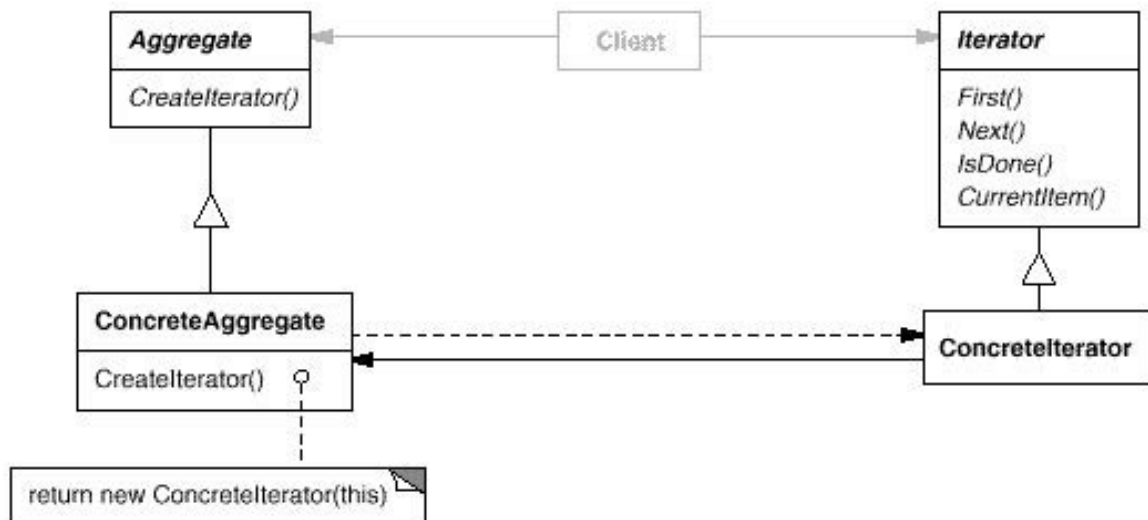 Aggregate
CreateIterator()
Client
Iterator
First()
Next()
IsDone()
CurrentItem()
ConcreteAggregate
CreateIterator()
return new ConcreteIterator(this)
ConcreteIterator